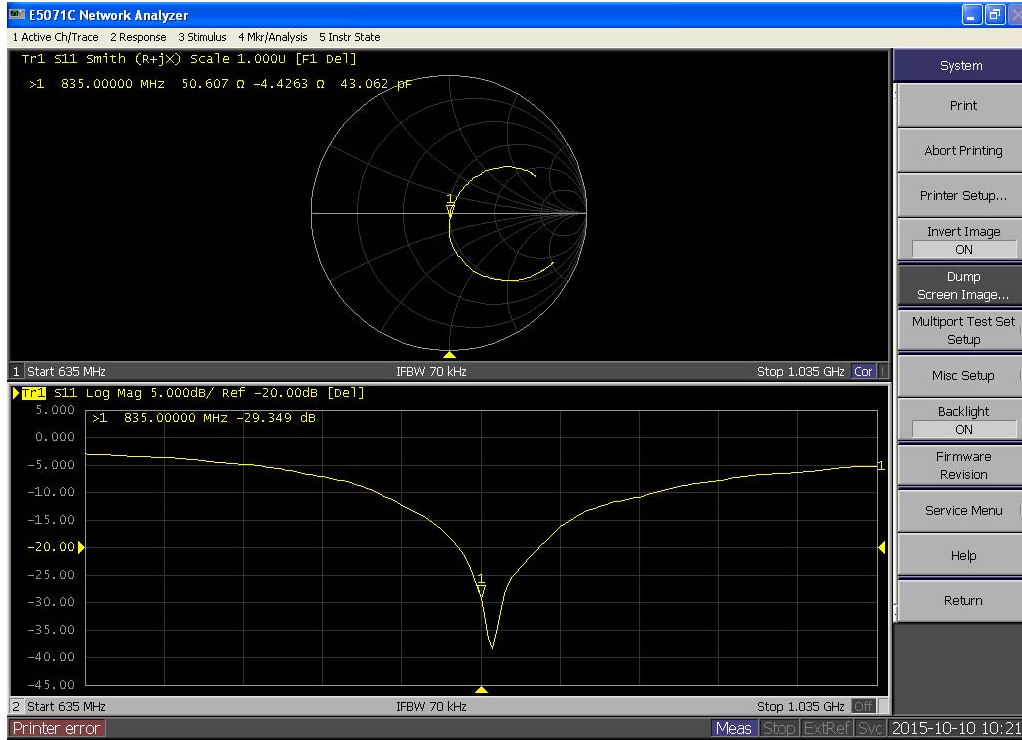 E5071C Network Analyzer
1 Active Ch/Trace 2 Response 3 Stimulus 4 Mkr/Analysis 5 Instr State
Tr1 S11 Smith (R+jX) Scale 1.000U [F1 Del]
>1 835.00000 MHz 50.607 Ω -4.4263 Ω 43.062 pF
1
1 Start 635 MHz IFBW 70 kHz Stop 1.035 GHz Cor
Tr1 S11 Log Mag 5.000dB/ Ref -20.00dB [Del]
5.000
>1 835.00000 MHz -29.349 dB
0.000
-5.000
1
-10.00
-15.00
-20.00
-25.00
1
-30.00
-35.00
-40.00
-45.00
2 Start 635 MHz IFBW 70 kHz Stop 1.035 GHz Off
System
Print
Abort Printing
Printer Setup...
Invert Image
ON
Dump
Screen Image...
Multiport Test Set
Setup
Misc Setup
Backlight
ON
Firmware
Revision
Service Menu
Help
Return
Printer error Meas Stop ExtRef Svc 2015-10-10 10:21